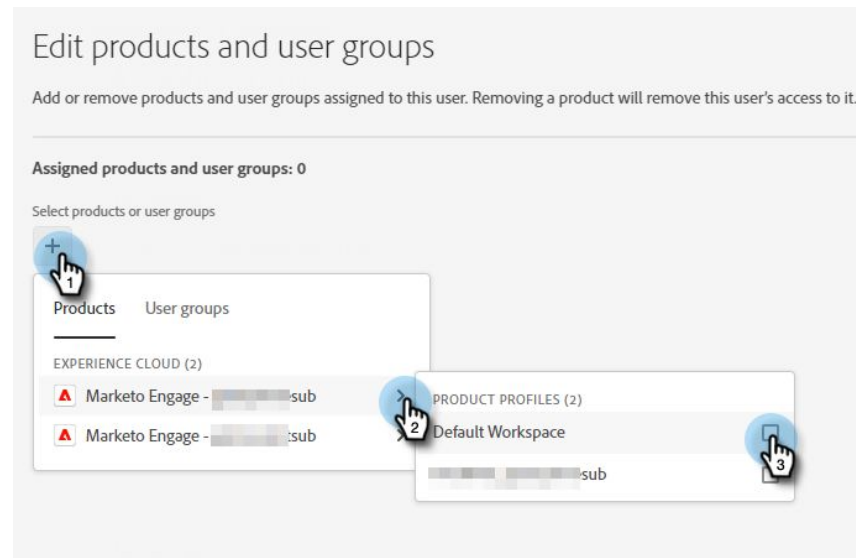 Edit products and user groups
Add or remove products and user groups assigned to this user. Removing a product will remove this user's access to it.
Assigned products and user groups: 0
Select products or user groups
+
1
Products User groups
EXPERIENCE CLOUD (2)
Marketo Engage - sub
2
Marketo Engage - sub
PRODUCT PROFILES (2)
Default Workspace
3
sub